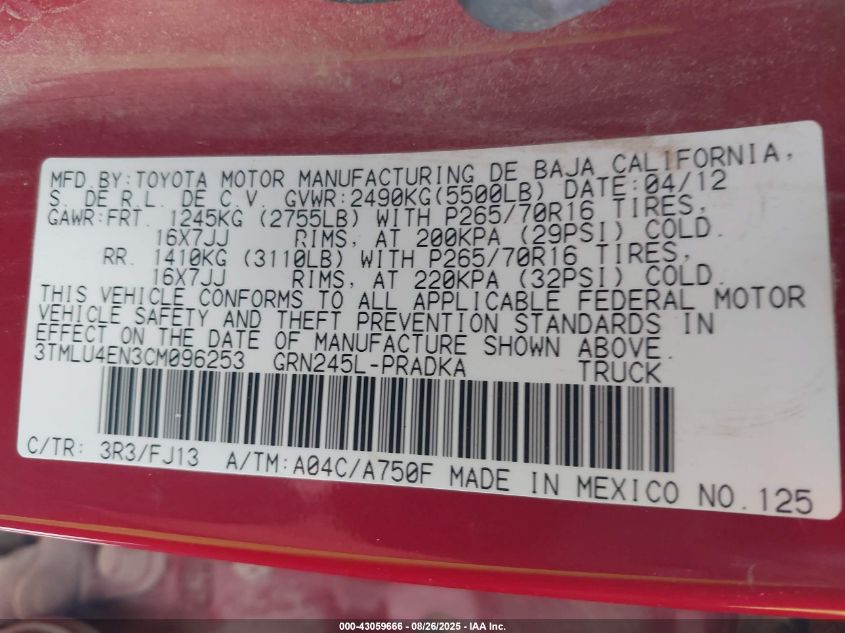 MFD.BY:TOYOTA MOTOR MANUFACTURING DE BAJA CALIFORNIA,
S. DE R.L. DE C.V. GVWR:2490KG(5500LB) DATE:04/12
GAWR:FRT. 1245KG (2755LB) WITH P265/70R16 TIRES,
16X7JJ RIMS, AT 200KPA (29PSI) COLD.
RR. 1410KG (3110LB) WITH P265/70R16 TIRES,
16X7JJ RIMS, AT 220KPA (32PSI) COLD.
THIS VEHICLE CONFORMS TO ALL APPLICABLE FEDERAL MOTOR
VEHICLE SAFETY AND THEFT PREVENTION STANDARDS IN
EFFECT ON THE DATE OF MANUFACTURE SHOWN ABOVE.
3TMLU4EN3CM096253 GRN245L-PRADKA TRUCK
C/TR: 3R3/FJ13 A/TM:A04C/A750F MADE IN MEXICO NO.125
000-43059666 - 08/26/2025 - IAA Inc.